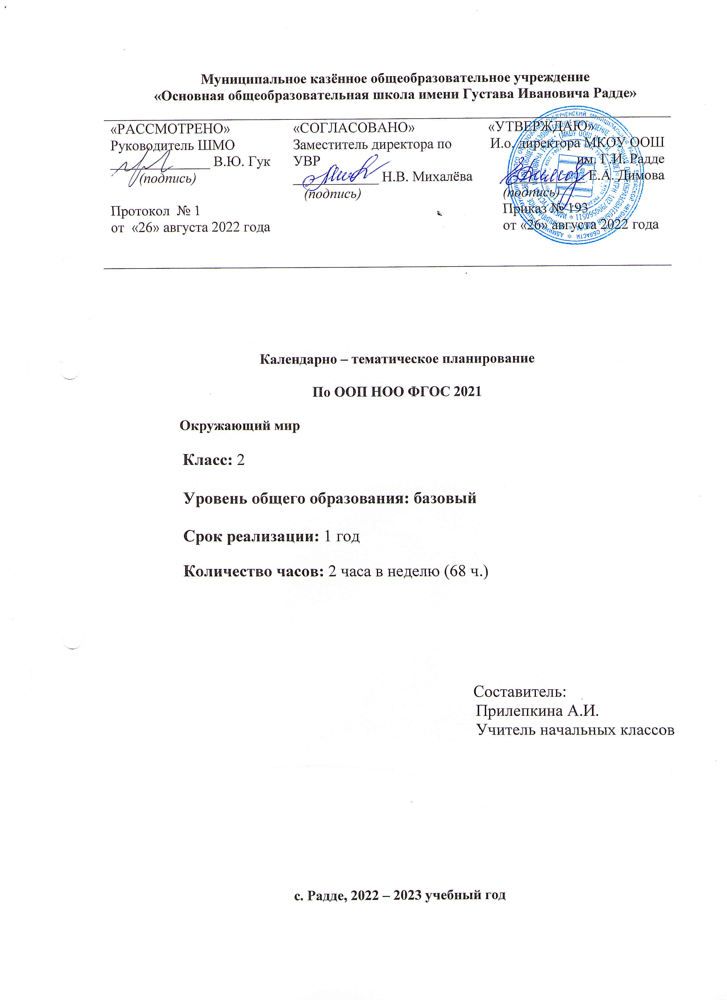 Муниципальное казённое общеобразовательное учреждение
«Основная общеобразовательная школа имени Густава Ивановича Радде»
«РАССМОТРЕНО»
Руководитель ШМО
______________ В.Ю. Гук
(подпись)
Протокол № 1
от «26» августа 2022 года
«СОГЛАСОВАНО»
Заместитель директора по
УВР
____________ Н.В. Михалёва
(подпись)
«УТВЕРЖДАЮ»
И.о. директора МКОУ ООШ
им. Г.И. Радде
____________ Е.А. Димова
(подпись)
Приказ № 193
от «26» августа 2022 года
Календарно – тематическое планирование
По ООП НОО ФГОС 2021
Окружающий мир
Класс: 2
Уровень общего образования: базовый
Срок реализации: 1 год
Количество часов: 2 часа в неделю (68 ч.)
Составитель:
Прилепкина А.И.
Учитель начальных классов
с. Радде, 2022 – 2023 учебный год